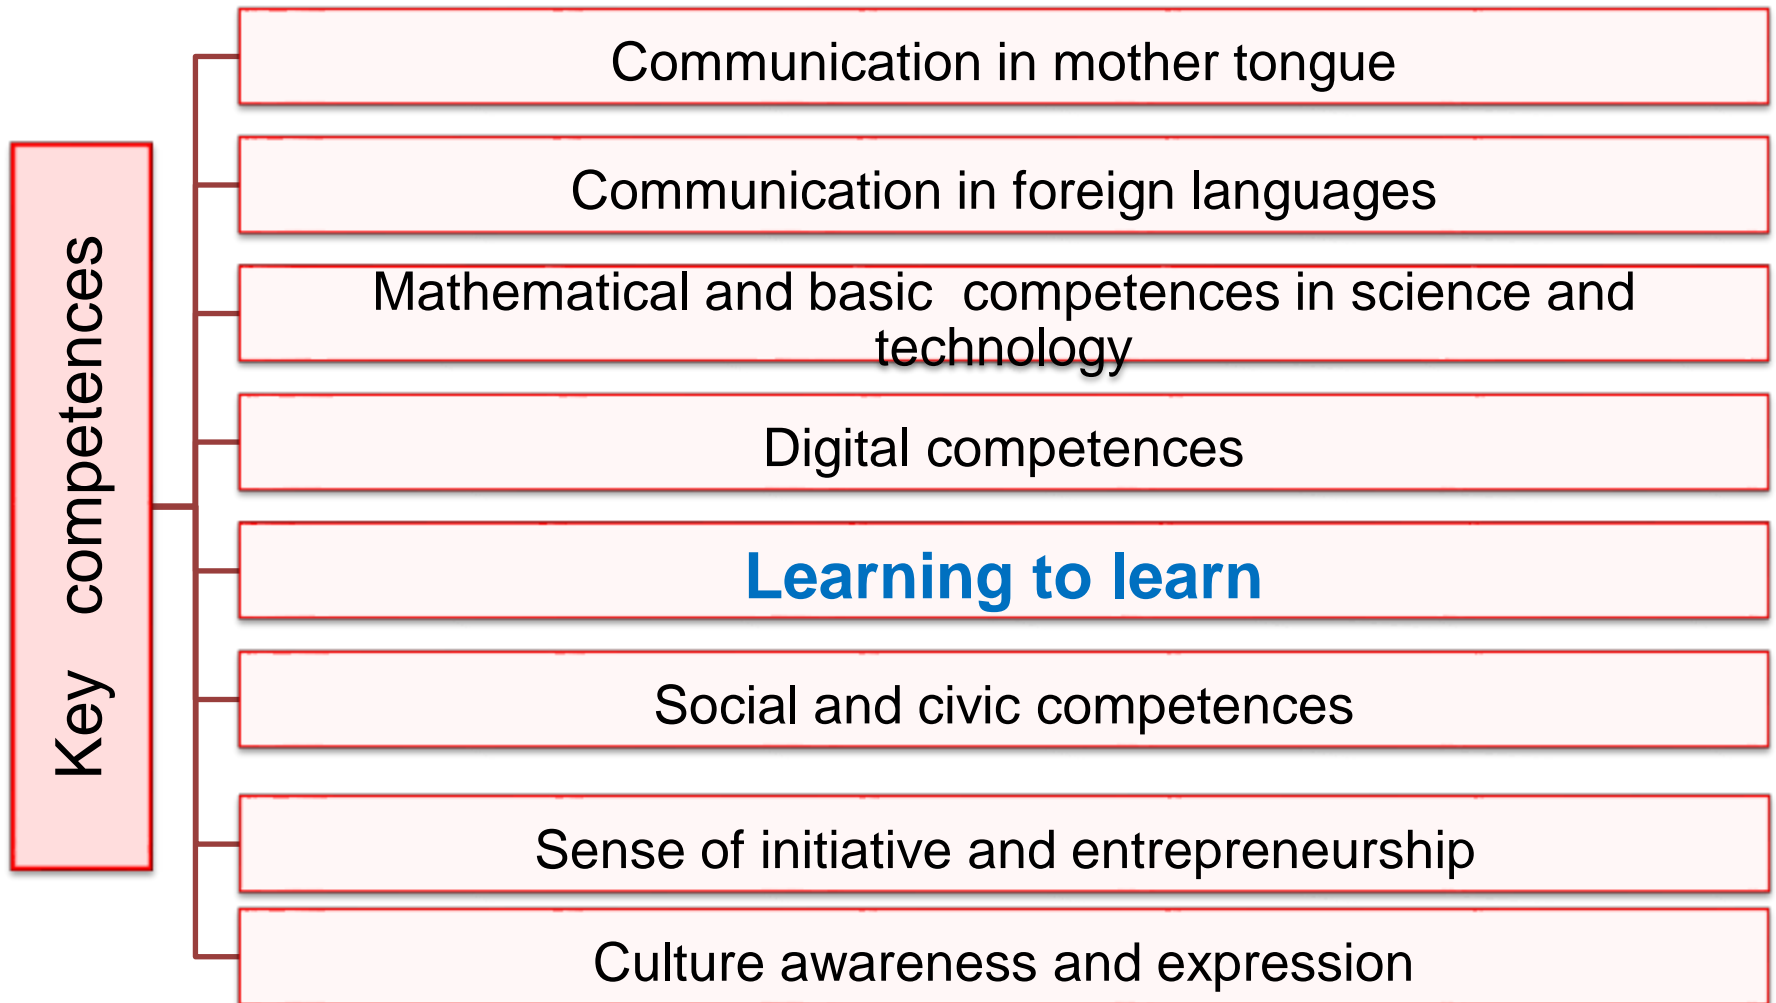 Key competences
Communication in mother tongue
Communication in foreign languages
Mathematical and basic competences in science and
technology
Digital competences
Learning to learn
Social and civic competences
Sense of initiative and entrepreneurship
Culture awareness and expression